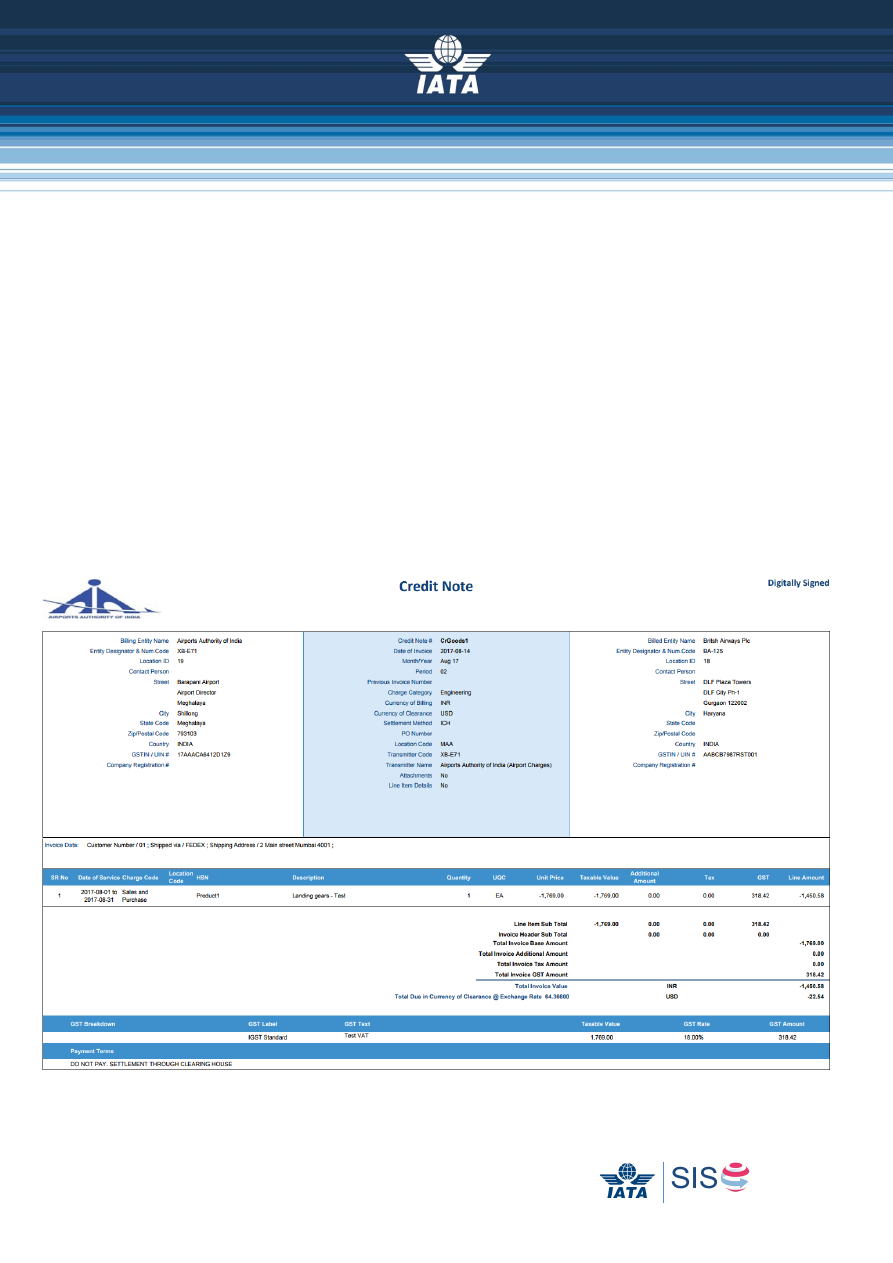 IATA
AIRPORTS AUTHORITY OF INDIA
Credit Note
Digitally Signed
Billing Entity Name Airports Authority of India
Entity Designator & Num.Code XB-E71
Location ID 19
Contact Person
Street Barapani Airport
Airport Director
Meghalaya
City Shillong
State Code Meghalaya
Zip/Postal Code 793103
Country INDIA
GSTIN / UIN # 17AAACA6412D1Z9
Company Registration #
Credit Note # CrGoods1
Date of Invoice 2017-08-14
Month/Year Aug 17
Period 02
Previous Invoice Number
Charge Category Engineering
Currency of Billing INR
Currency of Clearance USD
Settlement Method ICH
PO Number
Location Code MAA
Transmitter Code XB-E71
Transmitter Name Airports Authority of India (Airport Charges)
Attachments No
Line Item Details No
Billed Entity Name British Airways Plc
Entity Designator & Num.Code BA-125
Location ID 18
Contact Person
Street DLF Plaza Towers
DLF City Ph-1
Gurgaon 122002
City Haryana
State Code
Zip/Postal Code
Country INDIA
GSTIN / UIN # AABCB7987RST001
Company Registration #
Invoice Data: Customer Number / 01 ; Shipped via / FEDEX ; Shipping Address / 2 Main street Mumbai 4001 ;
SR No Date of Service Charge Code Location Code HSN Description Quantity UQC Unit Price Taxable Value Additional Amount Tax GST Line Amount
1 2017-08-01 to 2017-08-31 Sales and Purchase Product1 Landing gears - Test 1 EA -1,769.00 -1,769.00 0.00 0.00 318.42 -1,450.58
Line Item Sub Total -1,769.00 0.00 0.00 318.42
Invoice Header Sub Total 0.00 0.00 0.00
Total Invoice Base Amount -1,769.00
Total Invoice Additional Amount 0.00
Total Invoice Tax Amount 0.00
Total Invoice GST Amount 318.42
Total Invoice Value INR -1,450.58
Total Due in Currency of Clearance @ Exchange Rate USD -22.54
GST Breakdown GST Label GST Text Taxable Value GST Rate GST Amount
IGST Standard Test VAT 1,769.00 18.00% 318.42
Payment Terms
DO NOT PAY. SETTLEMENT THROUGH CLEARING HOUSE
IATA SIS